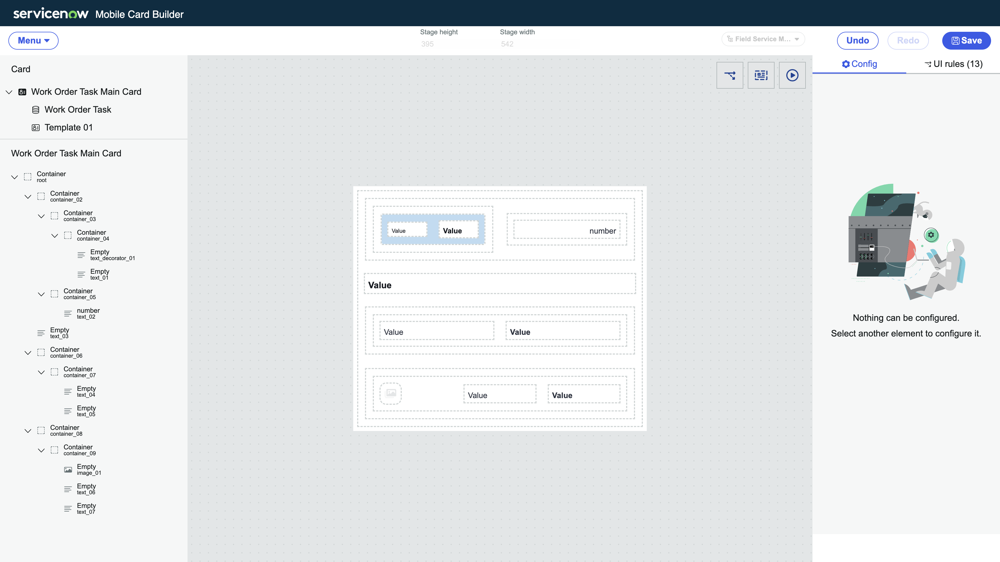 servicenow Mobile Card Builder
Menu
Stage height
395
Stage width
542
Field Service M...
Undo
Redo
Save
Card
Work Order Task Main Card
Work Order Task
Template 01
Work Order Task Main Card
Container
root
Container
container_02
Container
container_03
Container
container_04
Empty
text_decorator_01
Empty
text_01
Container
container_05
number
text_02
Empty
text_03
Container
container_06
Container
container_07
Empty
text_04
Empty
text_05
Container
container_08
Container
container_09
Empty
image_01
Empty
text_06
Empty
text_07
Value
Value
number
Value
Value
Value
Value
Value
Config
UI rules (13)
Nothing can be configured.
Select another element to configure it.